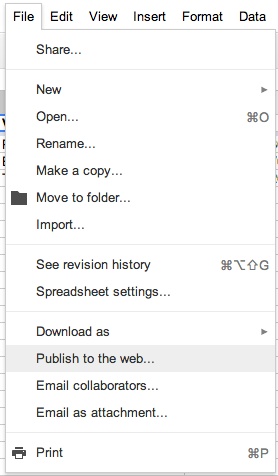 File Edit View Insert Format Data
Share...
New ►
Open... ⌘O
Rename...
Make a copy...
Move to folder...
Import...
See revision history ⌘⌥⇧G
Spreadsheet settings...
Download as ►
Publish to the web...
Email collaborators...
Email as attachment...
Print ⌘P